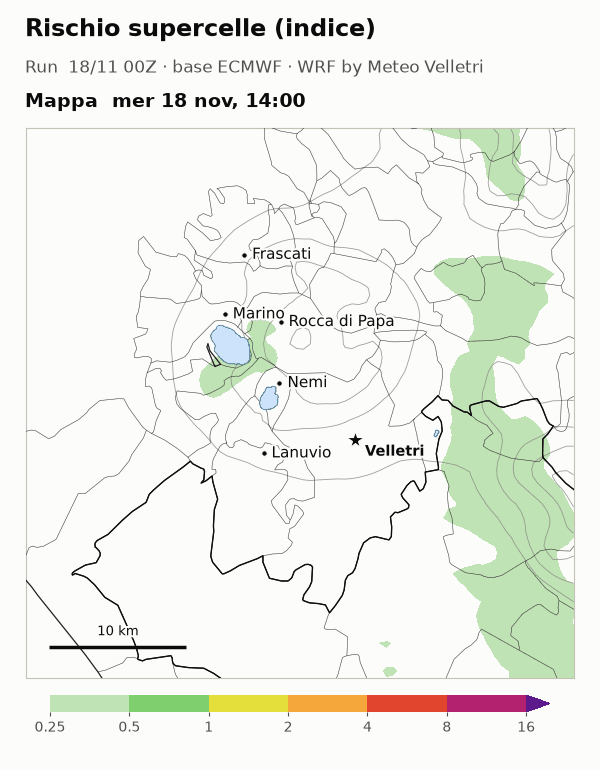 Rischio supercelle (indice)
Run  18/11 00Z · base ECMWF · WRF by Meteo Velletri
Mappa  mer 18 nov, 14:00
Frascati
Marino
Rocca di Papa
Nemi
Lanuvio
Velletri
10 km
0.25 0.5 1 2 4 8 16